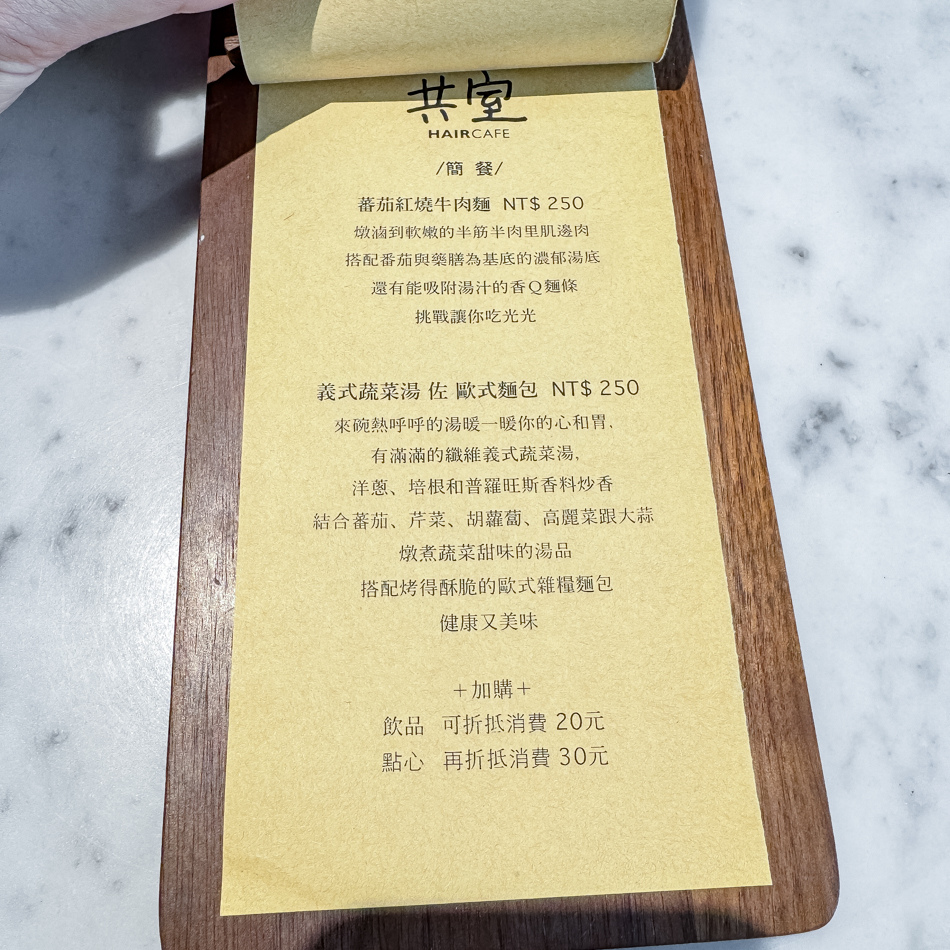 共室
HAIRCAFE
/簡 餐/
蕃茄紅燒牛肉麵 NT$ 250
燉滷到軟嫩的半筋半肉里肌邊肉
搭配番茄與藥膳為基底的濃郁湯底
還有能吸附湯汁的香Q麵條
挑戰讓你吃光光
義式蔬菜湯 佐 歐式麵包 NT$ 250
來碗熱呼呼的湯暖一暖你的心和胃,
有滿滿的纖維義式蔬菜湯,
洋蔥、培根和普羅旺斯香料炒香
結合蕃茄、芹菜、胡蘿蔔、高麗菜跟大蒜
燉煮蔬菜甜味的湯品
搭配烤得酥脆的歐式雜糧麵包
健康又美味
+加購+
飲品 可折抵消費 20元
點心 再折抵消費 30元